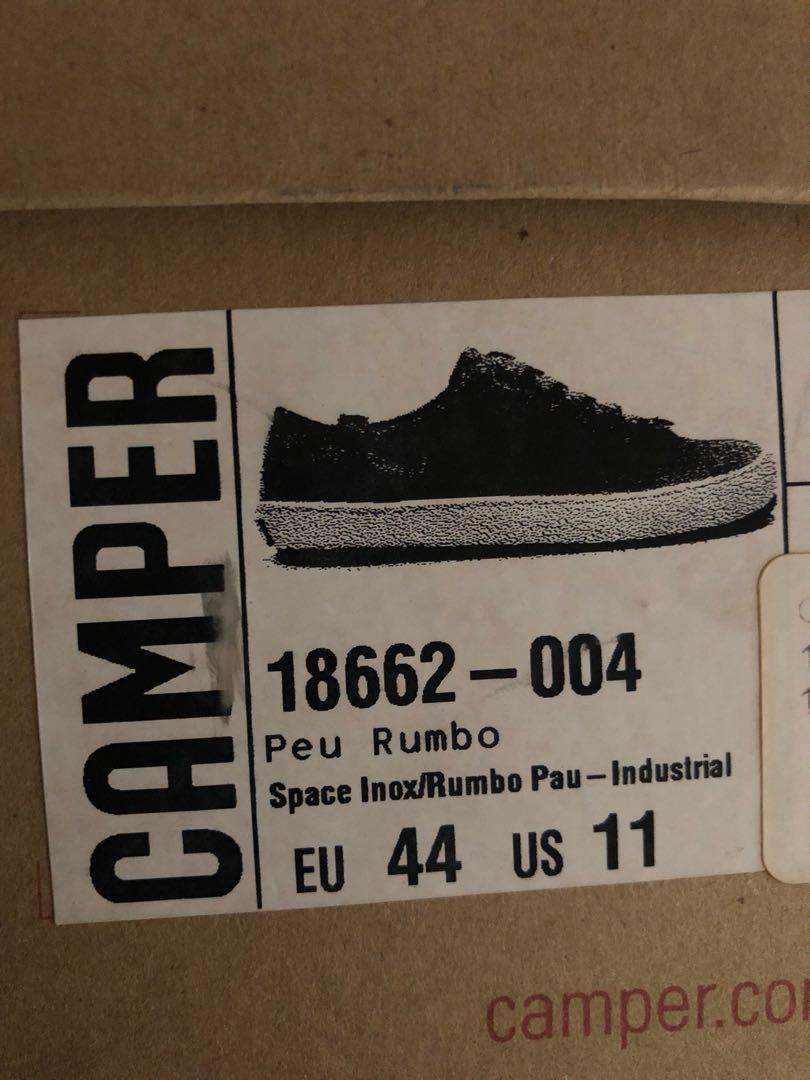 CAMPER
18662-004
Peu Rumbo
Space Inox/Rumbo Pau-Industrial
EU 44 US 11
camper.co